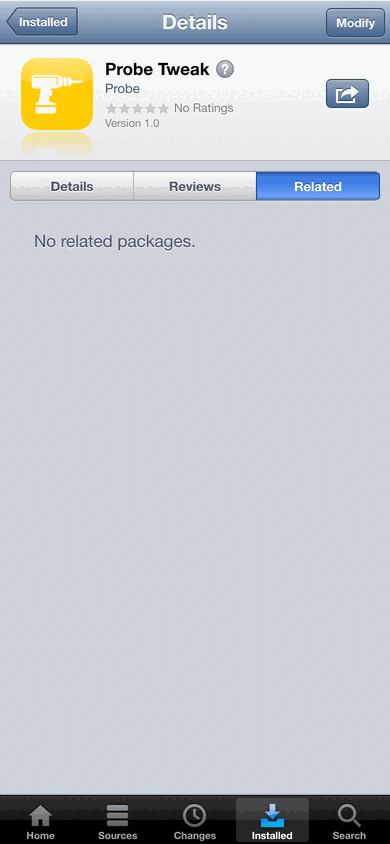 Installed
Details
Modify
Probe Tweak ?
Probe
No Ratings
Version 1.0
Details
Reviews
Related
No related packages.
Home
Sources
Changes
Installed
Search